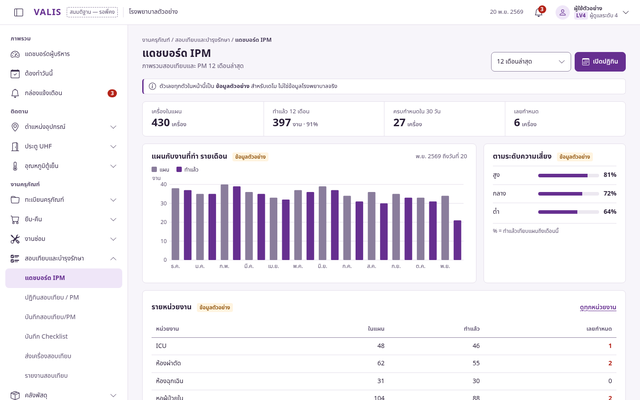 VALIS สมมติฐาน — รอพี่คง โรงพยาบาลตัวอย่าง 20 พ.ย. 2569 3 ผู้ใช้ตัวอย่าง
LV4 ผู้ดูแลระดับ 4
ภาพรวม
แดชบอร์ดผู้บริหาร
ต้องทำวันนี้
กล่องแจ้งเตือน 3
ติดตาม
ตำแหน่งอุปกรณ์
ประตู UHF
อุณหภูมิตู้เย็น
งานครุภัณฑ์
ทะเบียนครุภัณฑ์
ยืม-คืน
งานซ่อม
สอบเทียบและบำรุงรักษา
แดชบอร์ด IPM
ปฏิทินสอบเทียบ / PM
บันทึกสอบเทียบ/PM
บันทึก Checklist
ส่งเครื่องสอบเทียบ
รายงานสอบเทียบ
คลังพัสดุ
งานครุภัณฑ์ / สอบเทียบและบำรุงรักษา / แดชบอร์ด IPM
แดชบอร์ด IPM
ภาพรวมสอบเทียบและ PM 12 เดือนล่าสุด
12 เดือนล่าสุด
เปิดปฏิทิน
ตัวเลขทุกตัวในหน้านี้เป็น ข้อมูลตัวอย่าง สำหรับเดโม ไม่ใช่ข้อมูลโรงพยาบาลจริง
เครื่องในแผน
430 เครื่อง
ทำแล้ว 12 เดือน
397 งาน · 91%
ครบกำหนดใน 30 วัน
27 เครื่อง
เลยกำหนด
6 เครื่อง
แผนกับงานที่ทำ รายเดือน ข้อมูลตัวอย่าง พ.ย. 2569 ถึงวันที่ 20
แผน ทำแล้ว
งาน
40
30
20
10
0
ธ.ค. ม.ค. ก.พ. มี.ค. เม.ย. พ.ค. มิ.ย. ก.ค. ส.ค. ก.ย. ต.ค. พ.ย.
ตามระดับความเสี่ยง ข้อมูลตัวอย่าง
สูง 81%
กลาง 72%
ต่ำ 64%
% = ทำแล้วเทียบแผนถึงเดือนนี้
รายหน่วยงาน ข้อมูลตัวอย่าง ดูทุกหน่วยงาน
หน่วยงาน ในแผน ทำแล้ว เลยกำหนด
ICU 48 46 1
ห้องผ่าตัด 62 55 2
ห้องฉุกเฉิน 31 30 0
หอผู้ป่วยใน 104 88 2